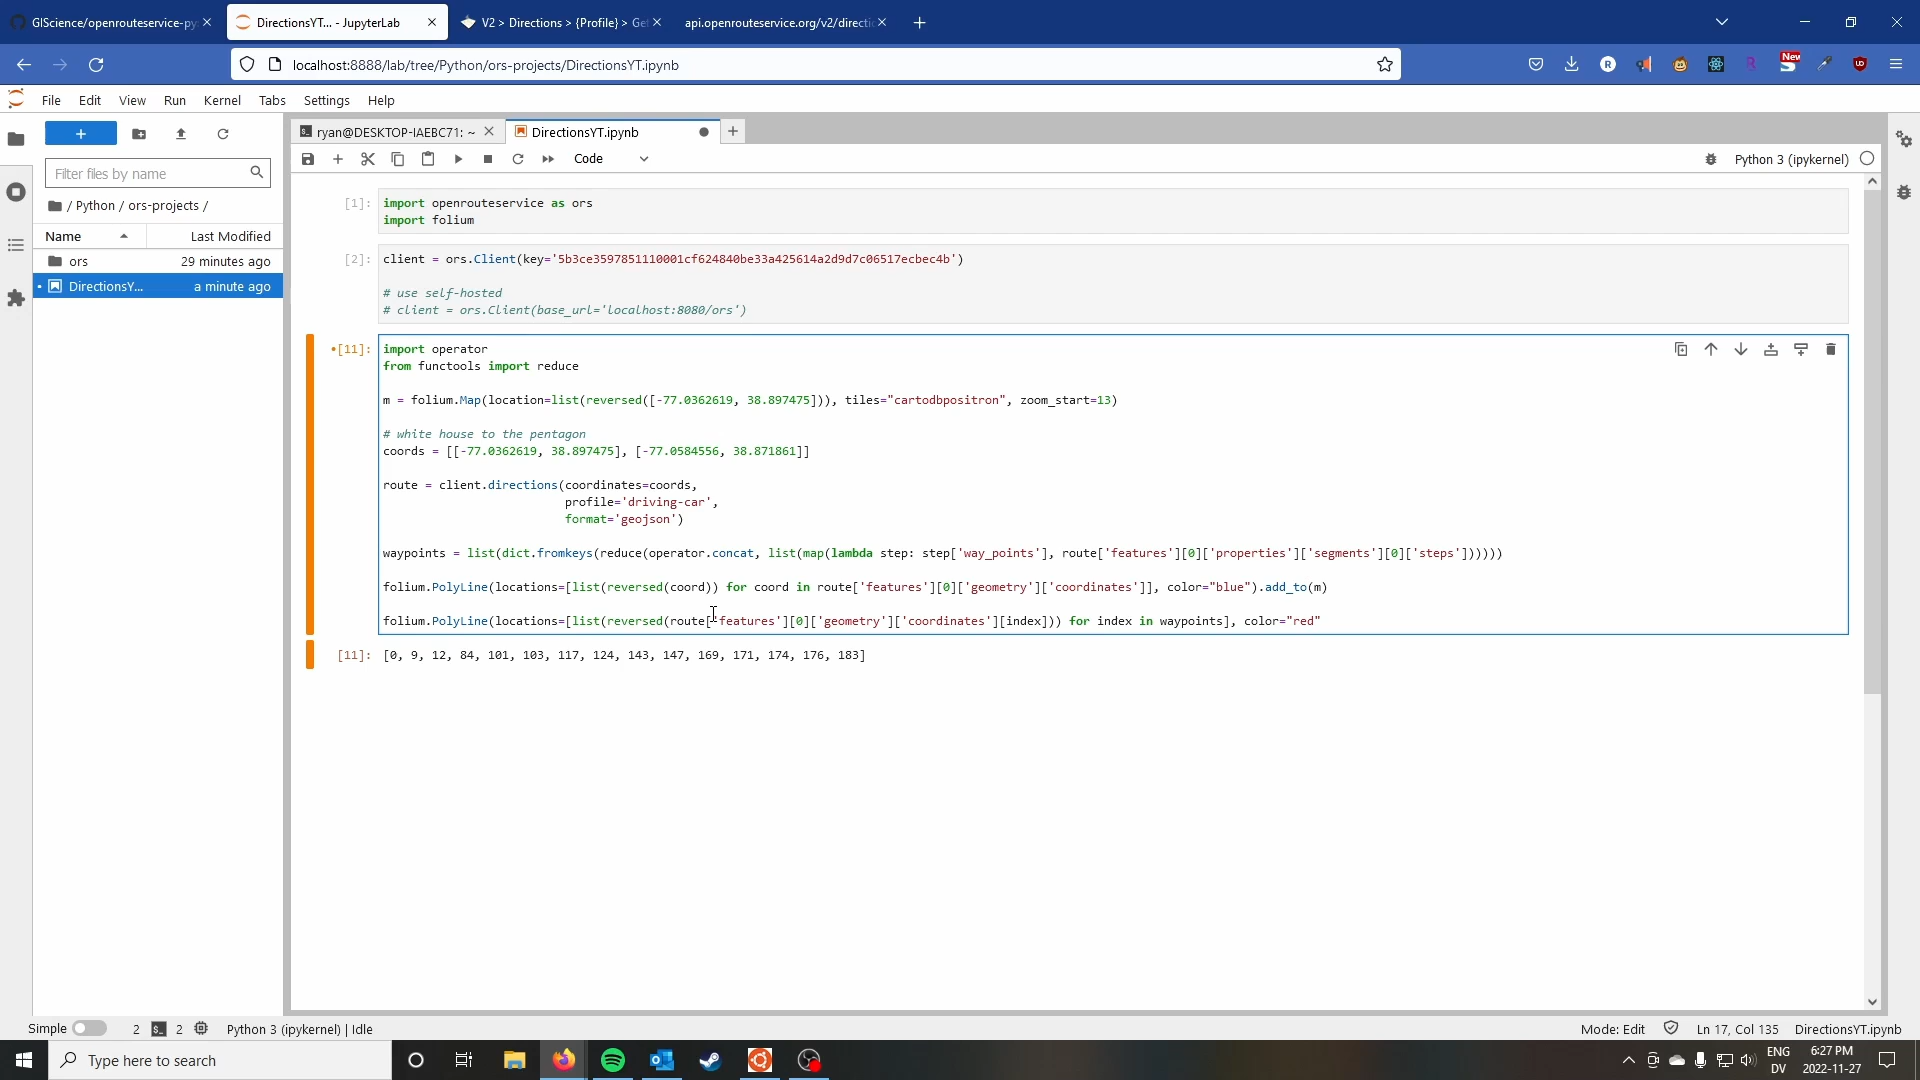 GIScience/openrouteservice-py
DirectionsYT... - JupyterLab
V2 > Directions > {Profile} > Get
api.openrouteservice.org/v2/directi
localhost:8888/lab/tree/Python/ors-projects/DirectionsYT.ipynb
New
File Edit View Run Kernel Tabs Settings Help
Filter files by name
/ Python / ors-projects /
Name Last Modified
ors 29 minutes ago
DirectionsY... a minute ago
ryan@DESKTOP-IAEBC71: ~
DirectionsYT.ipynb
Code
Python 3 (ipykernel)
[1]: import openrouteservice as ors
import folium
[2]: client = ors.Client(key='5b3ce3597851110001cf624840be33a425614a2d9d7c06517ecbec4b')
# use self-hosted
# client = ors.Client(base_url='localhost:8080/ors')
•[11]: import operator
from functools import reduce
m = folium.Map(location=list(reversed([-77.0362619, 38.897475])), tiles="cartodbpositron", zoom_start=13)
# white house to the pentagon
coords = [[-77.0362619, 38.897475], [-77.0584556, 38.871861]]
route = client.directions(coordinates=coords,
profile='driving-car',
format='geojson')
waypoints = list(dict.fromkeys(reduce(operator.concat, list(map(lambda step: step['way_points'], route['features'][0]['properties']['segments'][0]['steps'])))))
folium.PolyLine(locations=[list(reversed(coord)) for coord in route['features'][0]['geometry']['coordinates']], color="blue").add_to(m)
folium.PolyLine(locations=[list(reversed(route['features'][0]['geometry']['coordinates'][index])) for index in waypoints], color="red"
[11]: [0, 9, 12, 84, 101, 103, 117, 124, 143, 147, 169, 171, 174, 176, 183]
Simple 2 2 Python 3 (ipykernel) | Idle
Mode: Edit Ln 17, Col 135 DirectionsYT.ipynb
Type here to search
ENG
DV
6:27 PM
2022-11-27